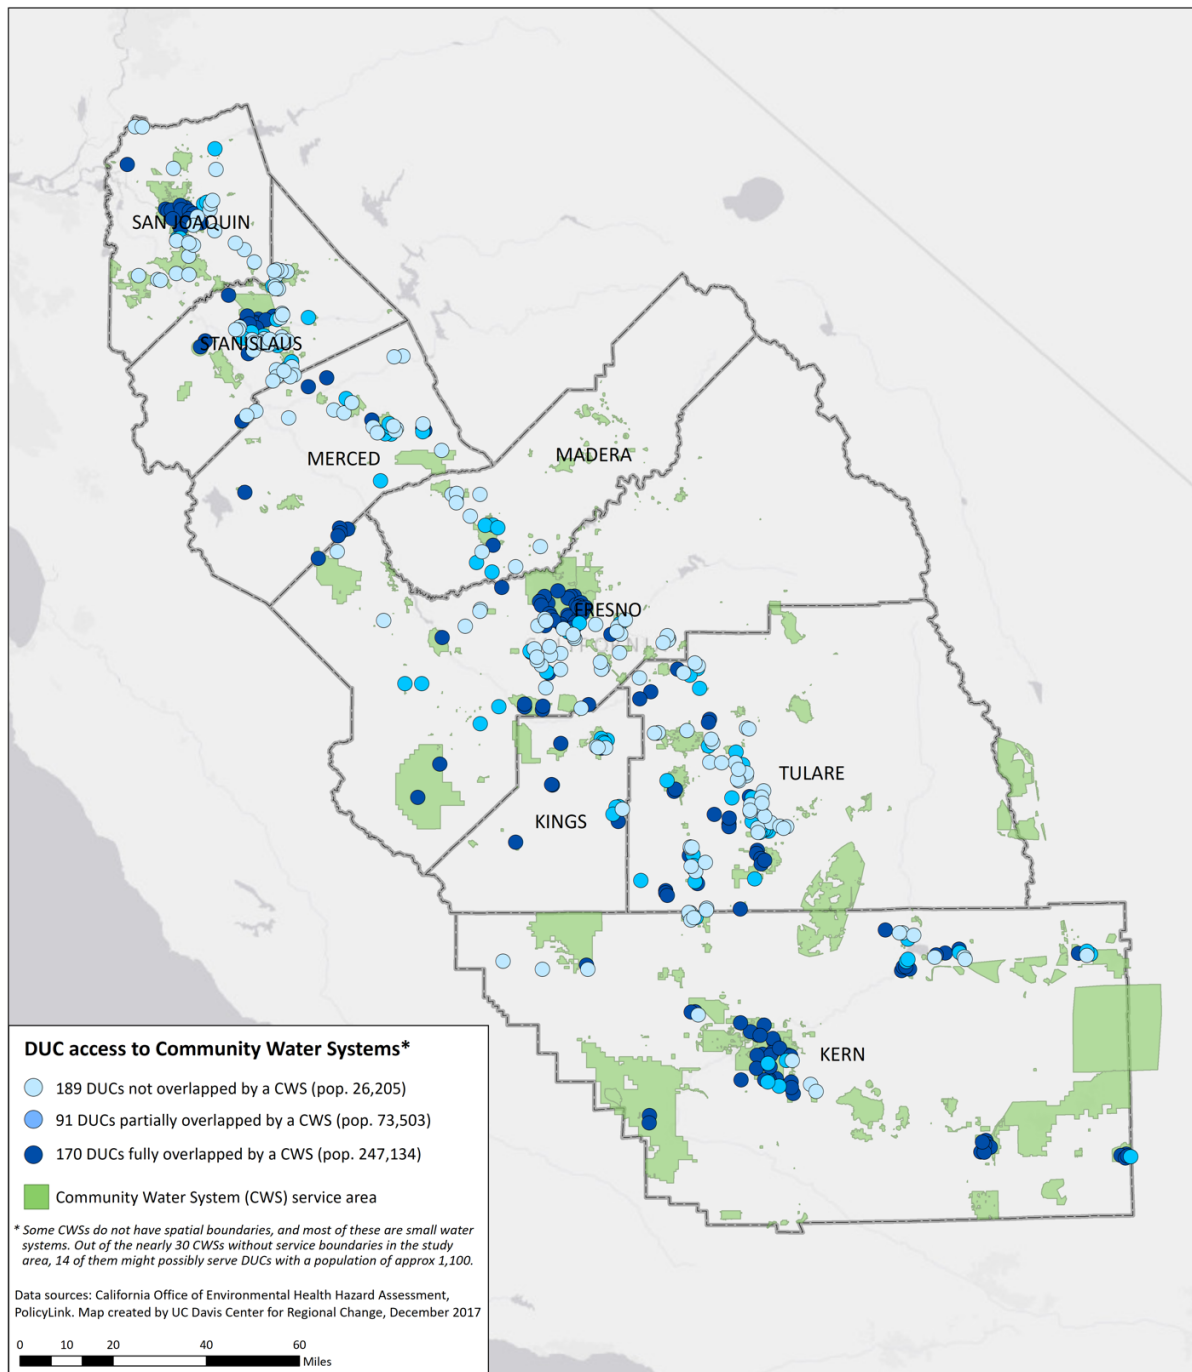 SAN JOAQUIN
STANISLAUS
MERCED
MADERA
FRESNO
CALIFORNI
TULARE
KINGS
KERN
DUC access to Community Water Systems*
189 DUCs not overlapped by a CWS (pop. 26,205)
91 DUCs partially overlapped by a CWS (pop. 73,503)
170 DUCs fully overlapped by a CWS (pop. 247,134)
Community Water System (CWS) service area
* Some CWSs do not have spatial boundaries, and most of these are small water
systems. Out of the nearly 30 CWSs without service boundaries in the study
area, 14 of them might possibly serve DUCs with a population of approx 1,100.
Data sources: California Office of Environmental Health Hazard Assessment,
PolicyLink. Map created by UC Davis Center for Regional Change, December 2017
0 10 20 40 60
Miles